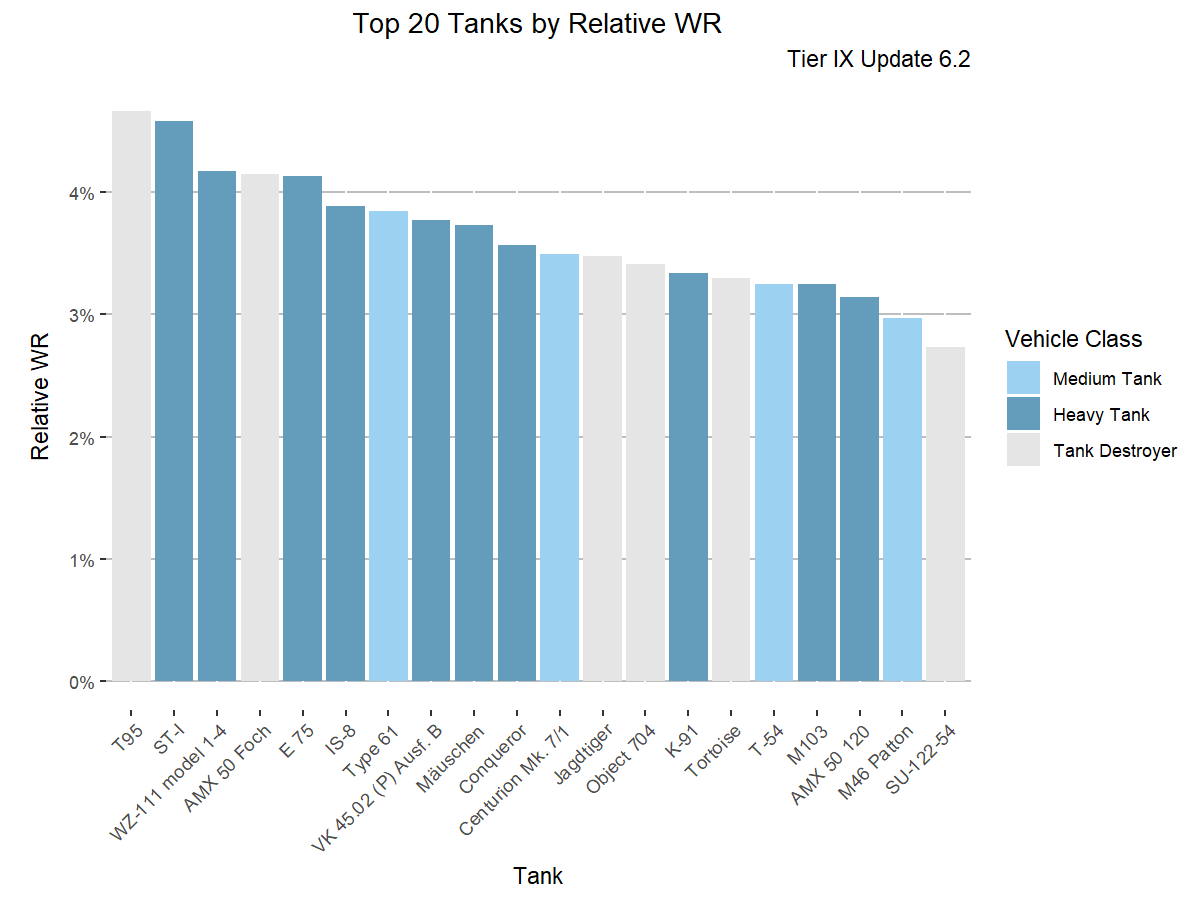 Top 20 Tanks by Relative WR
Tier IX Update 6.2
4%
3%
2%
1%
0%
Relative WR
T95
ST-I
WZ-111 model 1-4
AMX 50 Foch
E 75
IS-8
Type 61
VK 45.02 (P) Ausf. B
Mäuschen
Conqueror
Centurion Mk. 7/1
Jagdtiger
Object 704
K-91
Tortoise
T-54
M103
AMX 50 120
M46 Patton
SU-122-54
Tank
Vehicle Class
Medium Tank
Heavy Tank
Tank Destroyer